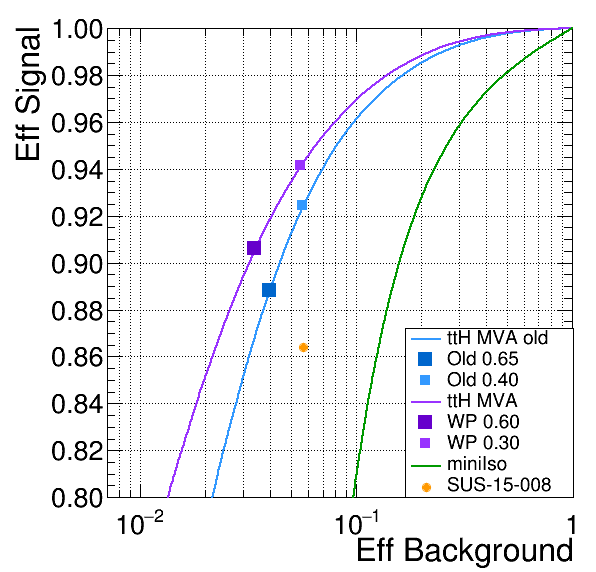 Eff Signal
1.00
0.98
0.96
0.94
0.92
0.90
0.88
0.86
0.84
0.82
0.80
ttH MVA old
Old 0.65
Old 0.40
ttH MVA
WP 0.60
WP 0.30
miniIso
SUS-15-008
10⁻² 10⁻¹ 1
Eff Background